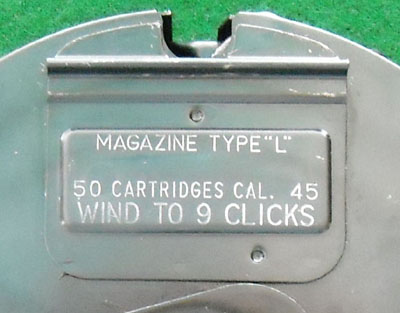 MAGAZINE TYPE "L"
50 CARTRIDGES CAL. 45
WIND TO 9 CLICKS